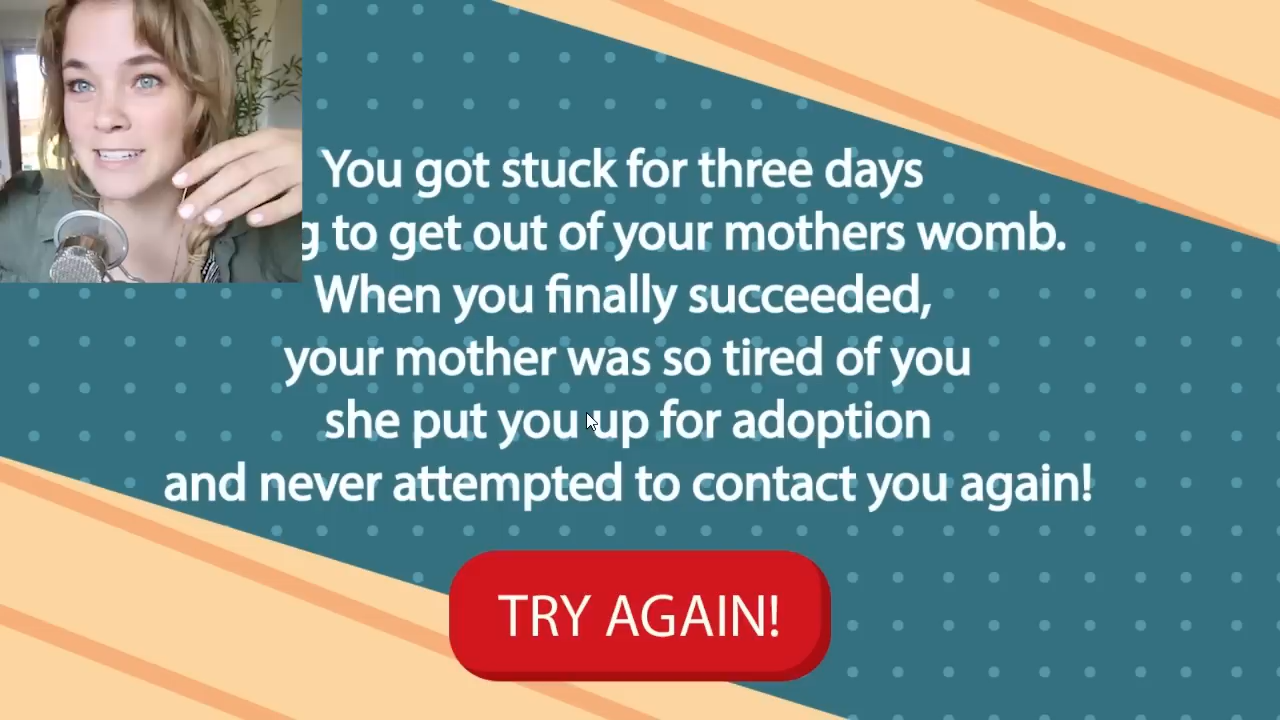 You got stuck for three days
to get out of your mothers womb.
When you finally succeeded,
your mother was so tired of you
she put you up for adoption
and never attempted to contact you again!
TRY AGAIN!